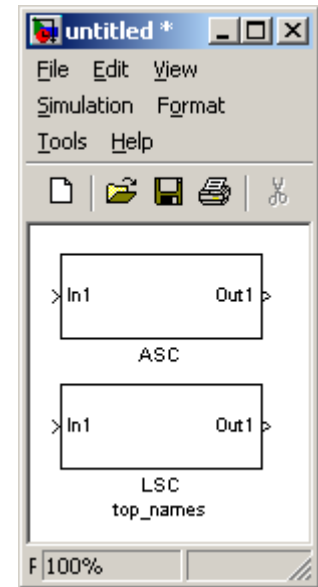 untitled *
File Edit View
Simulation Format
Tools Help
In1 Out1
ASC
In1 Out1
LSC
top_names
F 100%